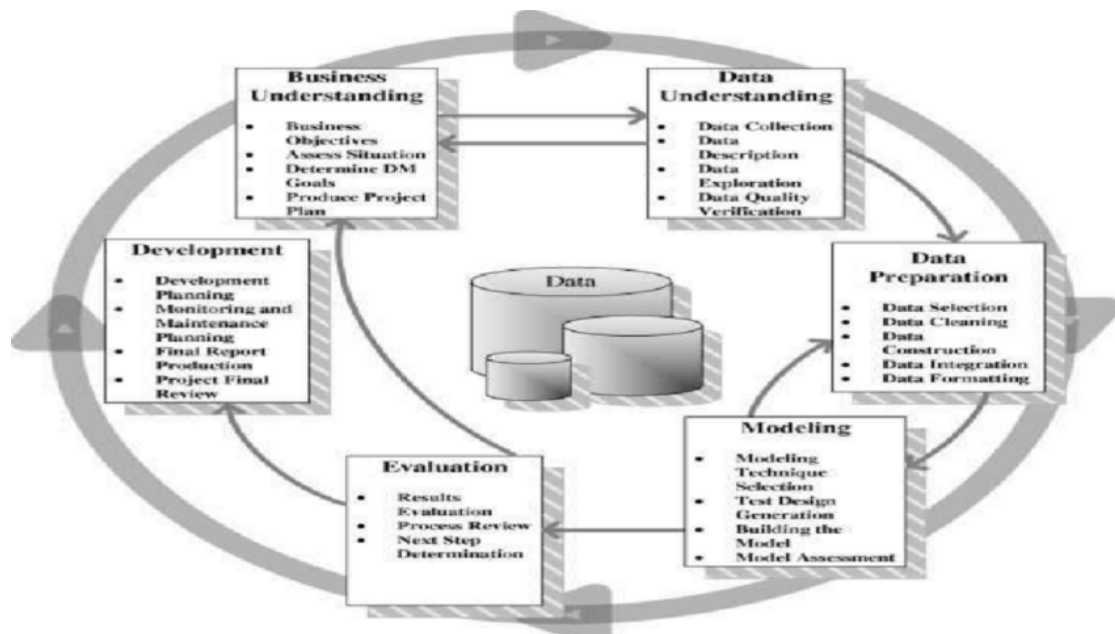 Business
Understanding
• Business
Objectives
• Assess Situation
• Determine DM
Goals
• Produce Project
Plan
Data
Understanding
• Data Collection
• Data
Description
• Data
Exploration
• Data Quality
Verification
Development
• Development
Planning
• Monitoring and
Maintenance
Planning
• Final Report
Production
• Project Final
Review
Data
Data
Preparation
• Data Selection
• Data Cleaning
• Data
Construction
• Data Integration
• Data Formatting
Evaluation
• Results
Evaluation
• Process Review
• Next Step
Determination
Modeling
• Modeling
Technique
Selection
• Test Design
Generation
• Building the
Model
• Model Assessment